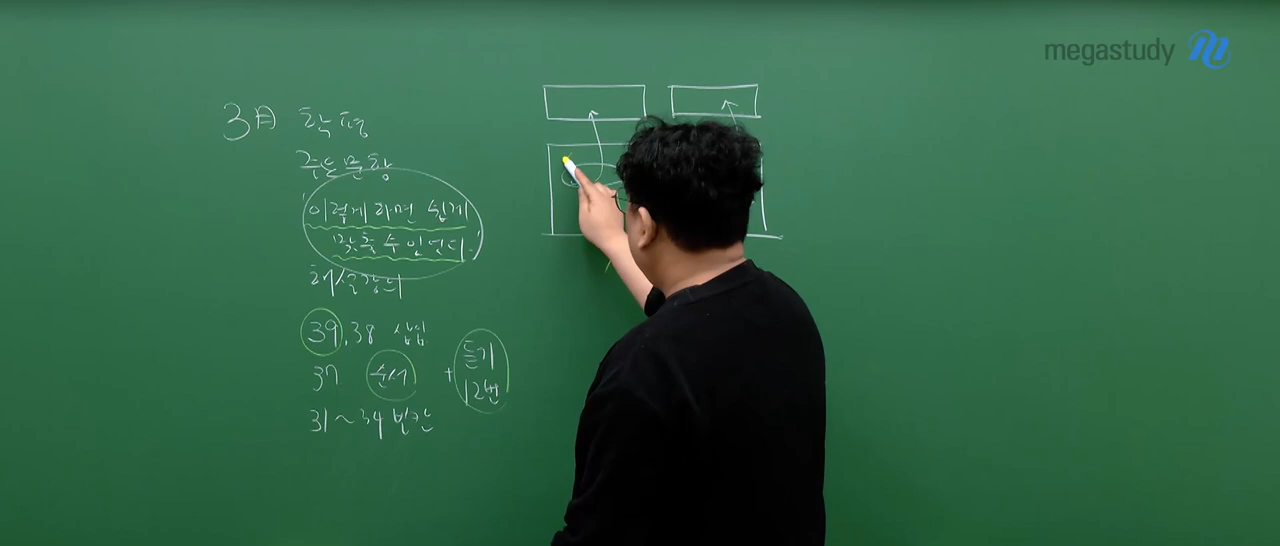 megastudy
3月 학평
주요문항
'이렇게 하면 쉽게
맞출 수 있었다.'
해설강의
39, 38 삽입
37 순서 + 듣기 12번
31~34 빈칸